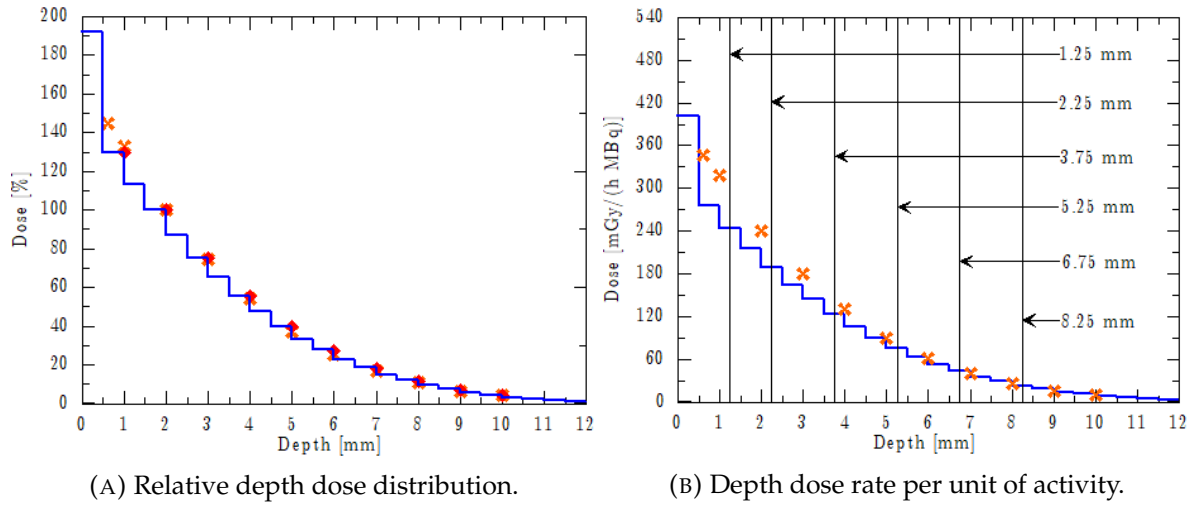 200
180
160
140
120
100
80
60
40
20
0
Dose [%]
0 1 2 3 4 5 6 7 8 9 10 11 12
Depth [mm]
(A) Relative depth dose distribution.
540
480
420
360
300
240
180
120
60
0
Dose [mGy/(h MBq)]
1.25 mm
2.25 mm
3.75 mm
5.25 mm
6.75 mm
8.25 mm
0 1 2 3 4 5 6 7 8 9 10 11 12
Depth [mm]
(B) Depth dose rate per unit of activity.